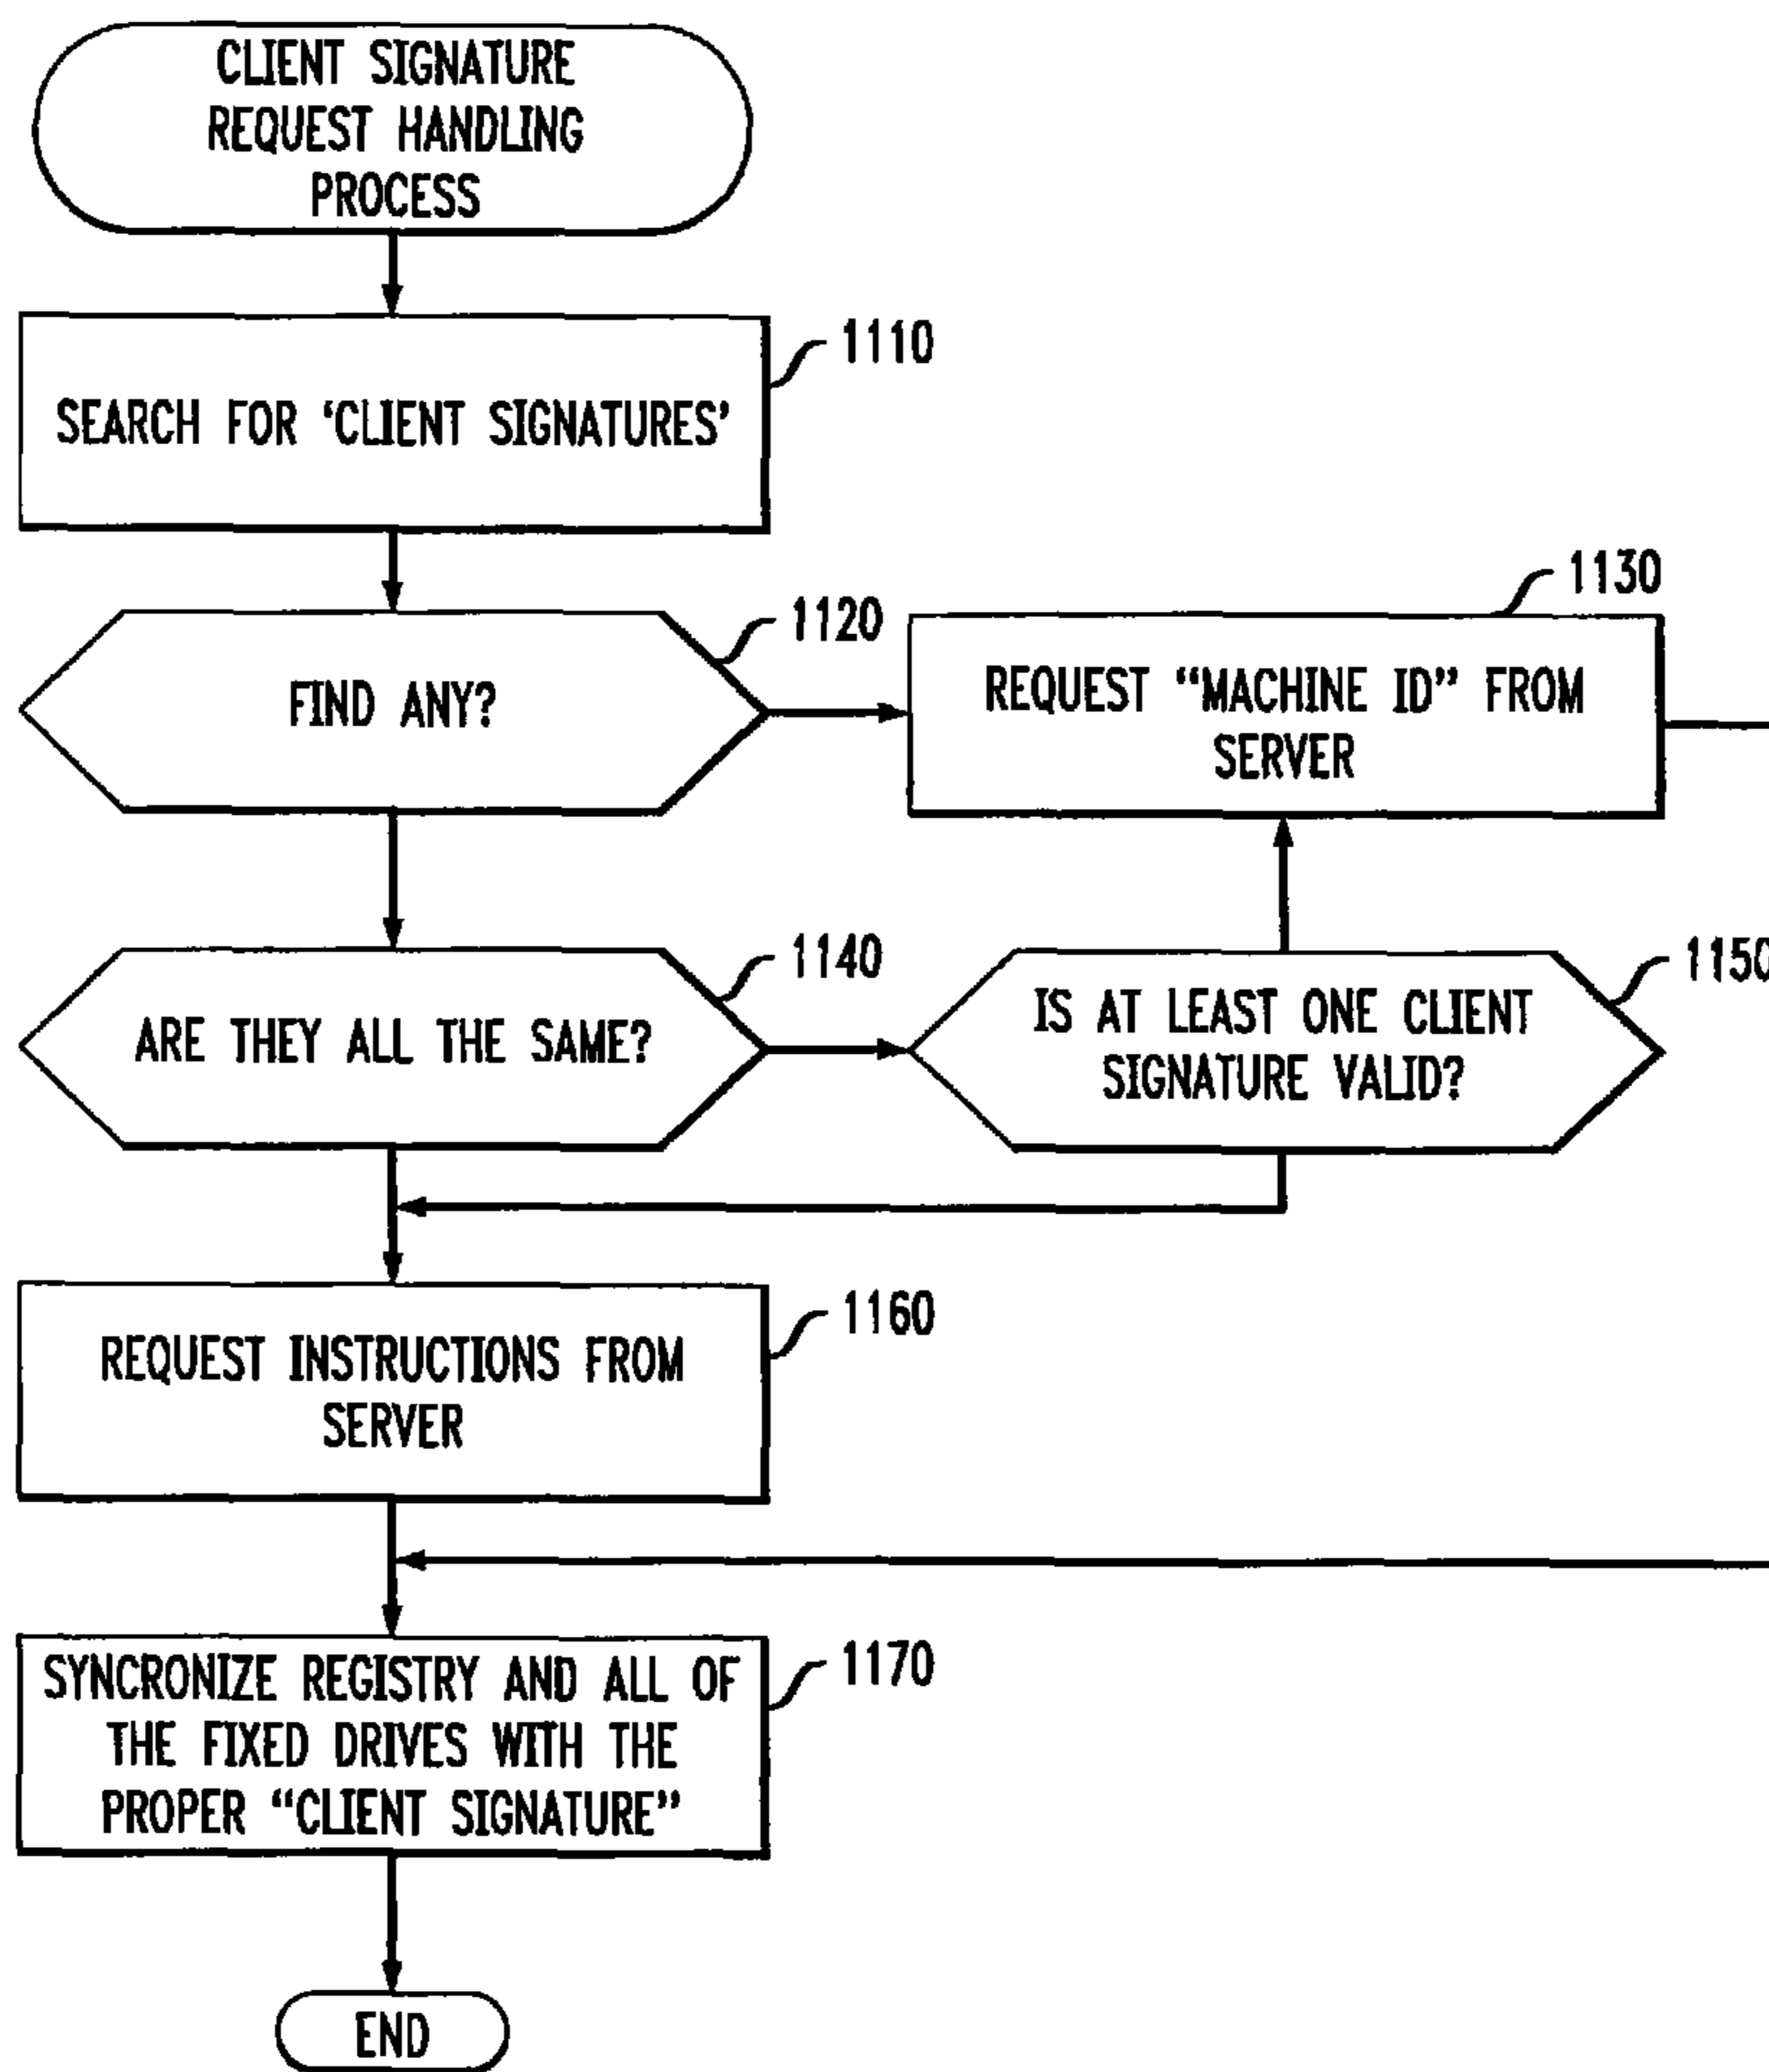 CLIENT SIGNATURE
REQUEST HANDLING
PROCESS
1110
SEARCH FOR ‘CLIENT SIGNATURES’
1120
FIND ANY?
1130
REQUEST “MACHINE ID” FROM
SERVER
1140
ARE THEY ALL THE SAME?
1150
IS AT LEAST ONE CLIENT
SIGNATURE VALID?
1160
REQUEST INSTRUCTIONS FROM
SERVER
1170
SYNCRONIZE REGISTRY AND ALL OF
THE FIXED DRIVES WITH THE
PROPER “CLIENT SIGNATURE”
END